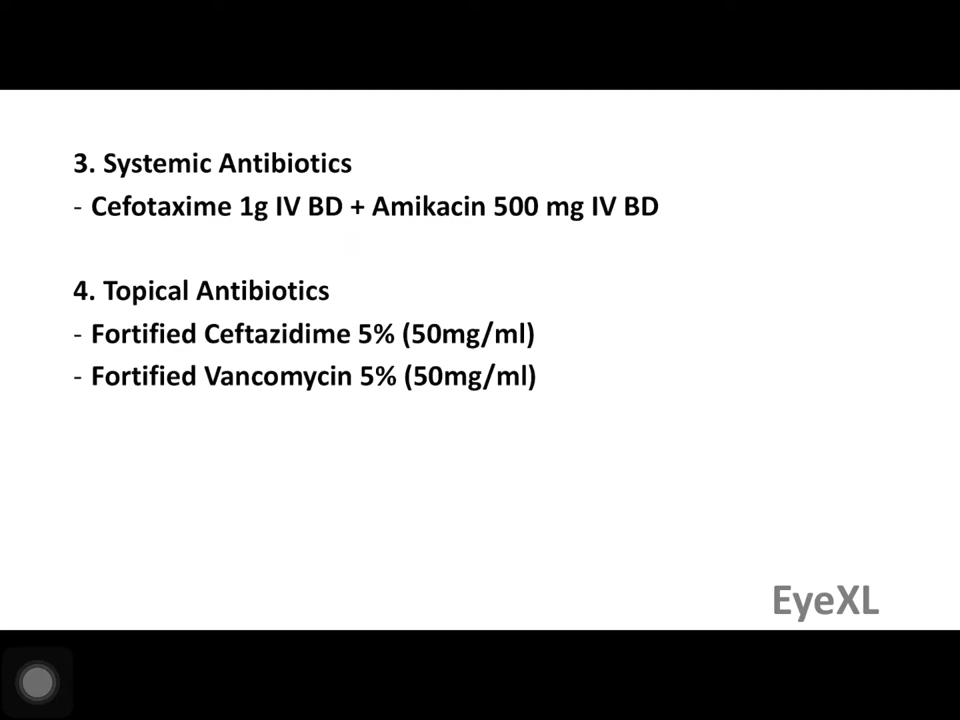 3. Systemic Antibiotics
- Cefotaxime 1g IV BD + Amikacin 500 mg IV BD
4. Topical Antibiotics
- Fortified Ceftazidime 5% (50mg/ml)
- Fortified Vancomycin 5% (50mg/ml)
EyeXL